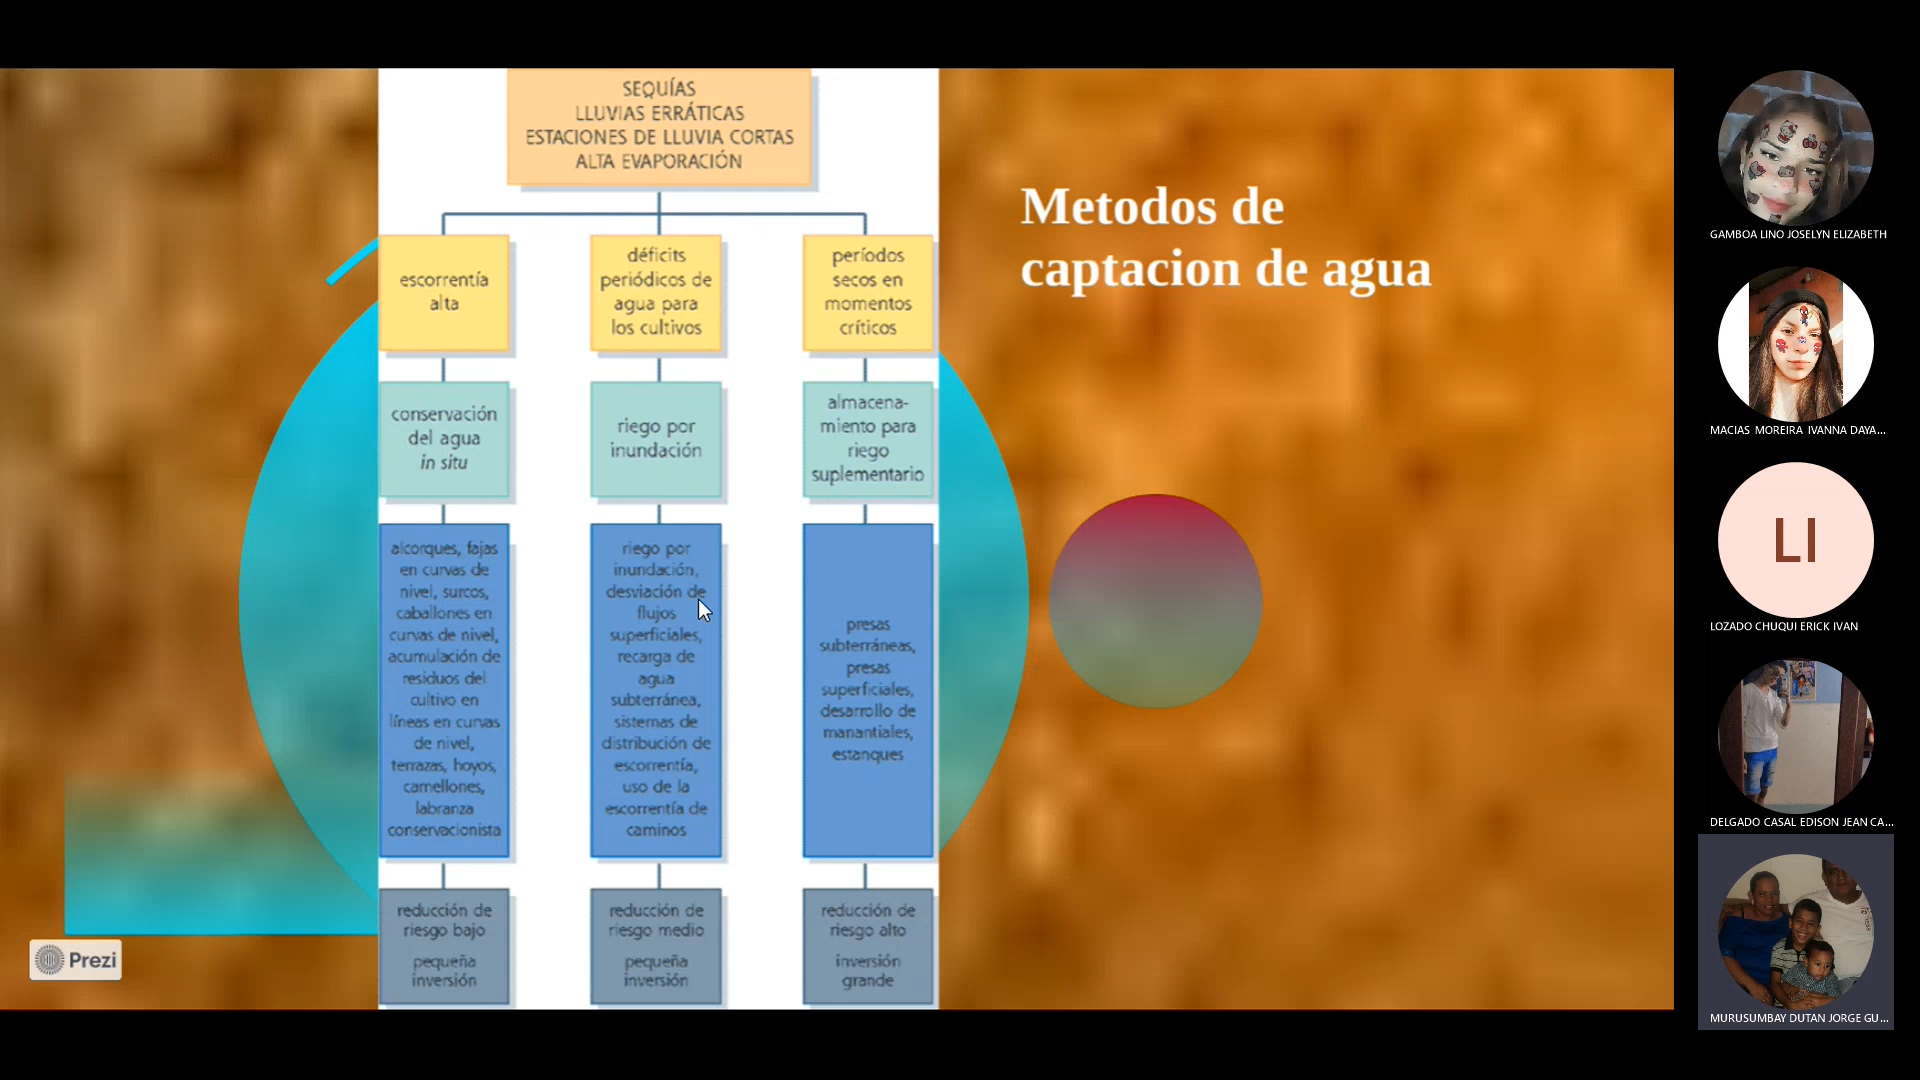 SEQUÍAS
LLUVIAS ERRÁTICAS
ESTACIONES DE LLUVIA CORTAS
ALTA EVAPORACIÓN
escorrentía
alta
déficits
periódicos de
agua para
los cultivos
períodos
secos en
momentos
críticos
conservación
del agua
in situ
riego por
inundación
almacena-
miento para
riego
suplementario
alcorques, fajas
en curvas de
nivel, surcos,
caballones en
curvas de nivel,
acumulación de
residuos del
cultivo en
líneas en curvas
de nivel,
terrazas, hoyos,
camellones,
labranza
conservacionista
riego por
inundación,
desviación de
flujos
superficiales,
recarga de
agua
subterránea,
sistemas de
distribución de
escorrentía,
uso de la
escorrentía de
caminos
presas
subterráneas,
presas
superficiales,
desarrollo de
manantiales,
estanques
reducción de
riesgo bajo
pequeña
inversión
reducción de
riesgo medio
pequeña
inversión
reducción de
riesgo alto
inversión
grande
Metodos de
captacion de agua
Prezi
GAMBOA LINO JOSELYN ELIZABETH
MACIAS MOREIRA IVANNA DAYA...
LI
LOZADO CHUQUI ERICK IVAN
DELGADO CASAL EDISON JEAN CA...
MURUSUMBAY DUTAN JORGE GU...